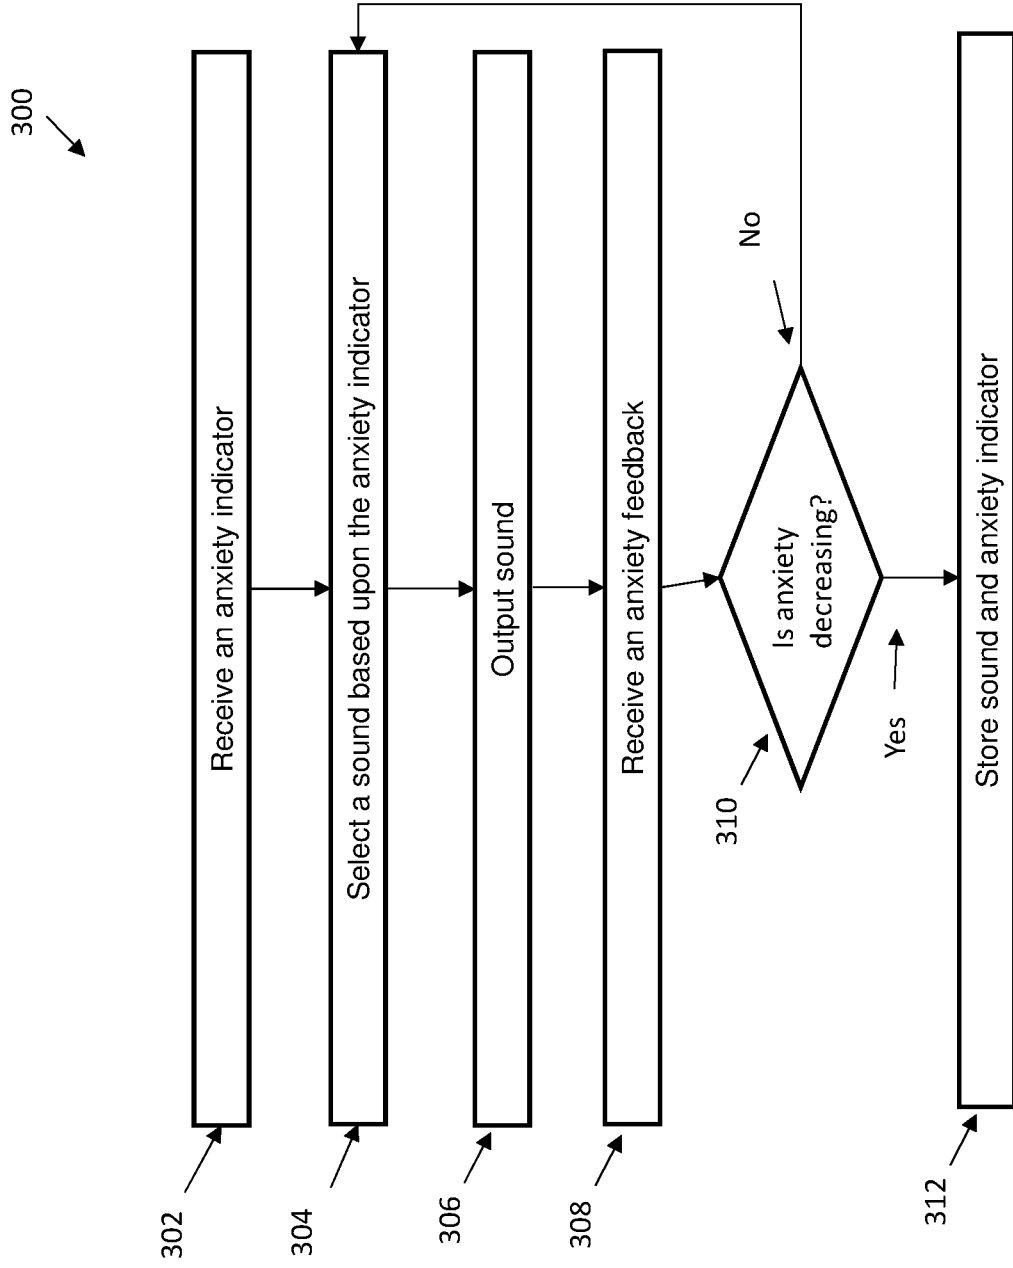 300
302
Receive an anxiety indicator
304
Select a sound based upon the anxiety indicator
306
Output sound
308
Receive an anxiety feedback
310
Is anxiety
decreasing?
No
Yes
312
Store sound and anxiety indicator